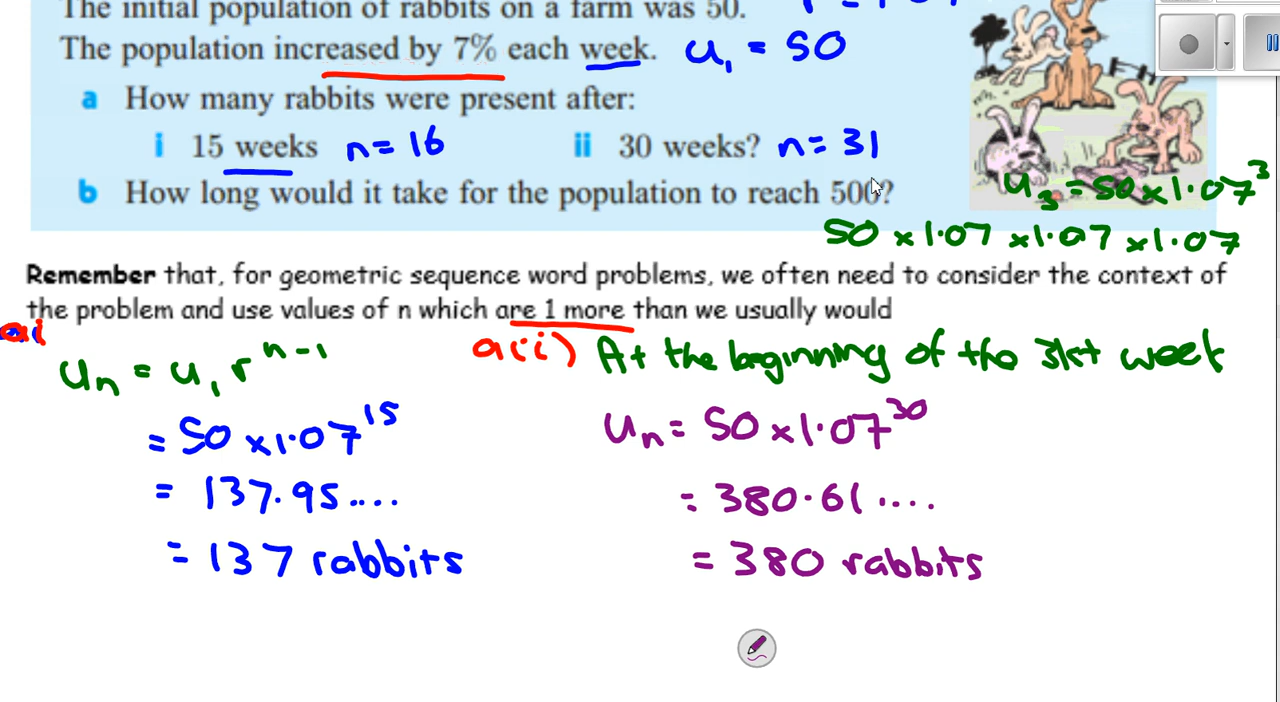 The initial population of rabbits on a farm was 50.
The population increased by 7% each week. u₁ = 50
a How many rabbits were present after:
i 15 weeks n = 16 ii 30 weeks? n = 31
b How long would it take for the population to reach 500?
u₃ = 50 × 1.07³
50 × 1.07 × 1.07 × 1.07
Remember that, for geometric sequence word problems, we often need to consider the context of
the problem and use values of n which are 1 more than we usually would
ai
uₙ = u₁ rⁿ⁻¹
= 50 × 1.07¹⁵
= 137.95....
= 137 rabbits
a(ii) At the beginning of the 31st week
uₙ = 50 × 1.07³⁰
= 380.61....
= 380 rabbits